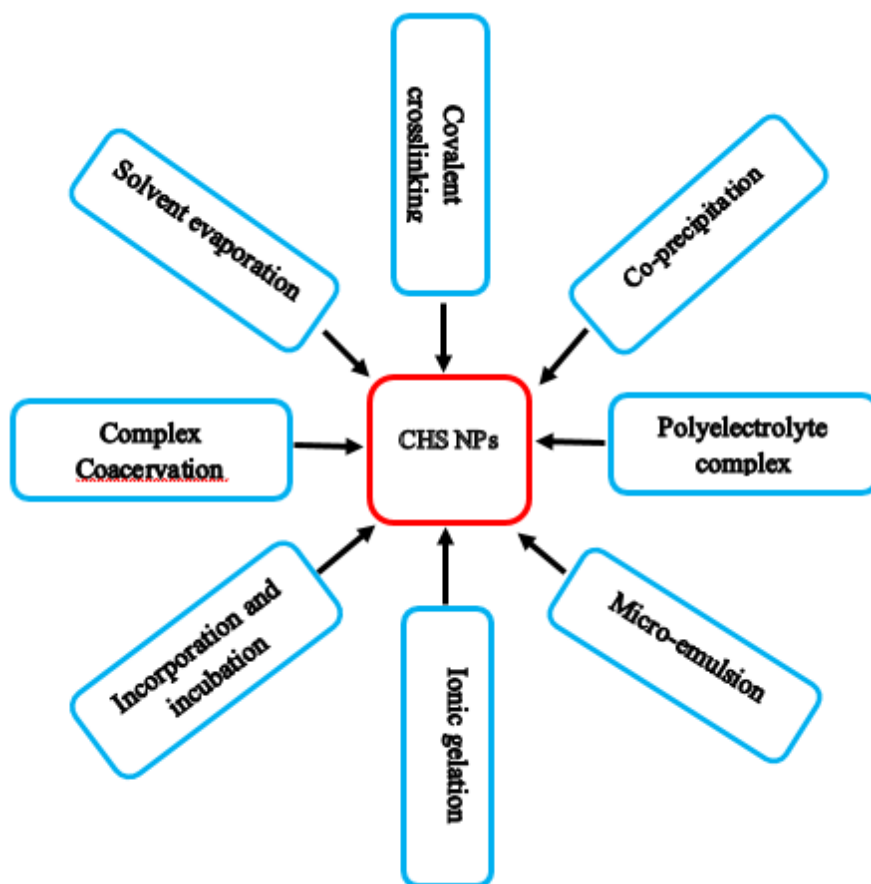 Covalent
crosslinking
Co-precipitation
Solvent evaporation
Complex
Coacervation
CHS NPs
Polyelectrolyte
complex
Incorporation and
incubation
Ionic gelation
Micro-emulsion